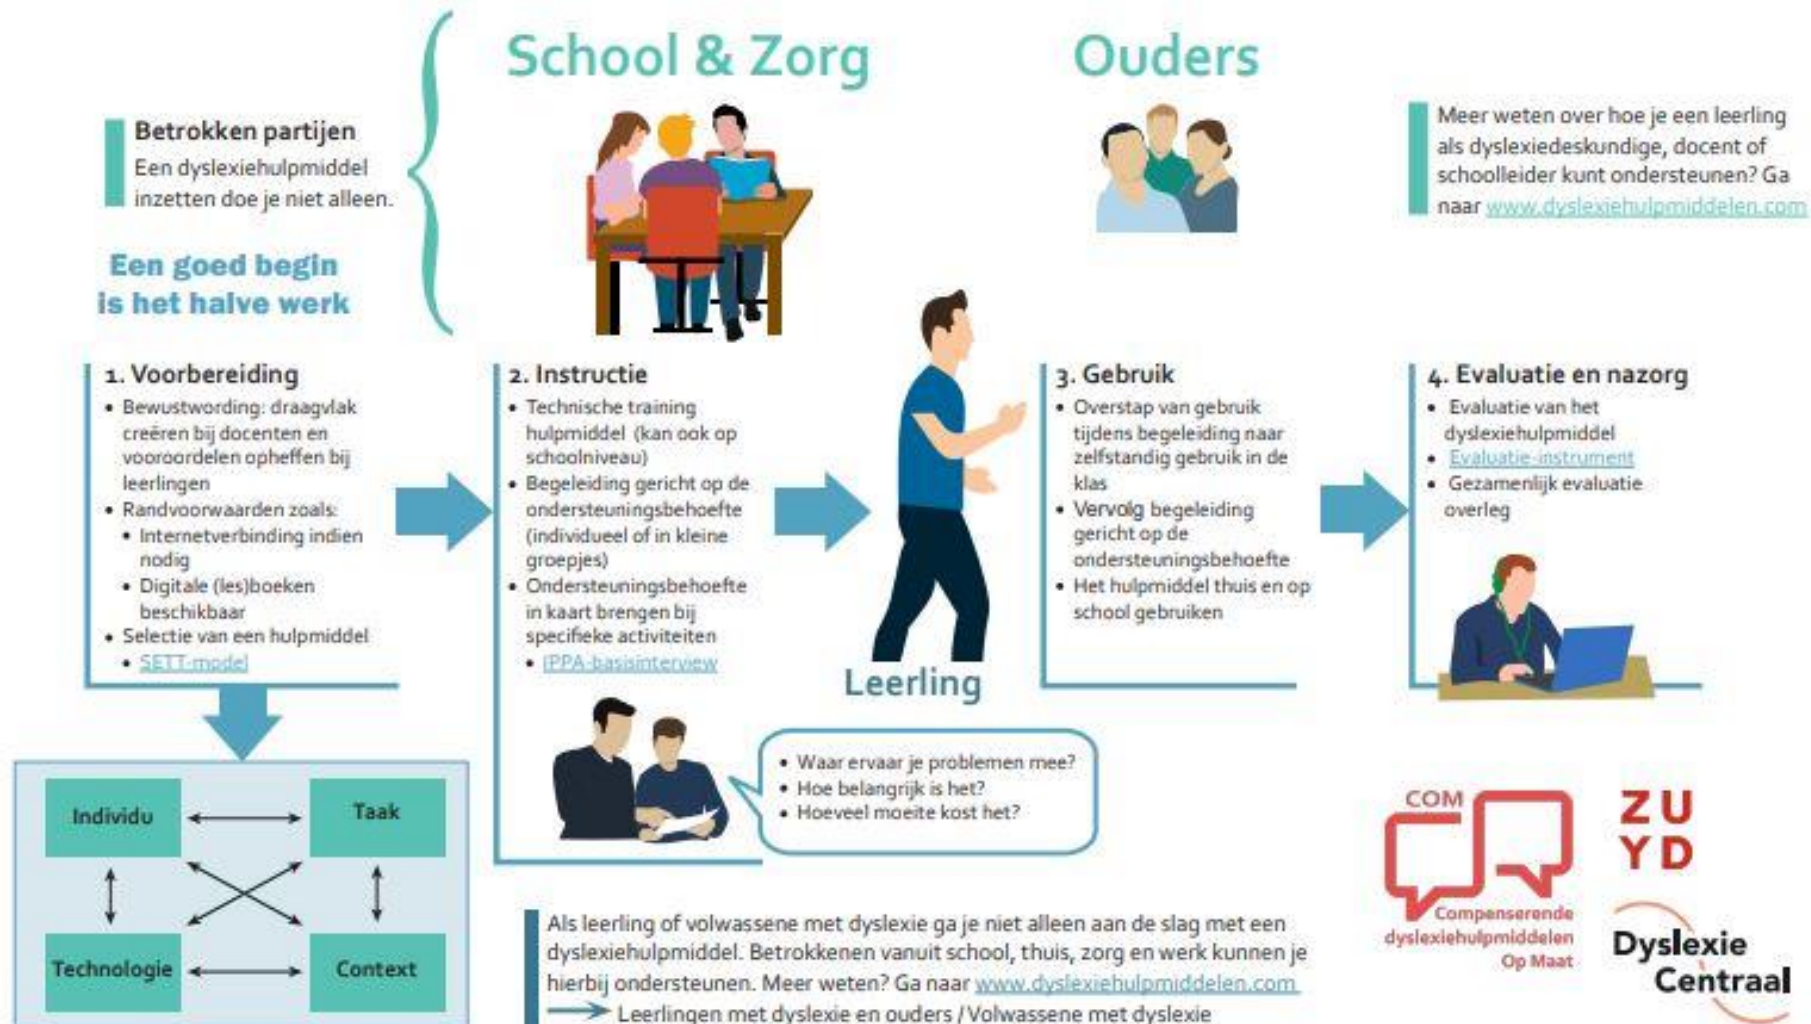 School & Zorg
Ouders
Betrokken partijen
Een dyslexiehulpmiddel
inzetten doe je niet alleen.
Meer weten over hoe je een leerling
als dyslexiedeskundige, docent of
schoolleider kunt ondersteunen? Ga
naar www.dyslexiehulpmiddelen.com
Een goed begin
is het halve werk
1. Voorbereiding
• Bewustwording: draagvlak
creëren bij docenten en
vooroordelen opheffen bij
leerlingen
• Randvoorwaarden zoals:
• Internetverbinding indien
nodig
• Digitale (les)boeken
beschikbaar
• Selectie van een hulpmiddel
• SETT-model
2. Instructie
• Technische training
hulpmiddel (kan ook op
schoolniveau)
• Begeleiding gericht op de
ondersteuningsbehoefte
(individueel of in kleine
groepjes)
• Ondersteuningsbehoefte
in kaart brengen bij
specifieke activiteiten
• IPPA-basisinterview
Leerling
3. Gebruik
• Overstap van gebruik
tijdens begeleiding naar
zelfstandig gebruik in de
klas
• Vervolg begeleiding
gericht op de
ondersteuningsbehoefte
• Het hulpmiddel thuis en op
school gebruiken
4. Evaluatie en nazorg
• Evaluatie van het
dyslexiehulpmiddel
• Evaluatie-instrument
• Gezamenlijk evaluatie
overleg
• Waar ervaar je problemen mee?
• Hoe belangrijk is het?
• Hoeveel moeite kost het?
Individu
Taak
Technologie
Context
Als leerling of volwassene met dyslexie ga je niet alleen aan de slag met een
dyslexiehulpmiddel. Betrokkenen vanuit school, thuis, zorg en werk kunnen je
hierbij ondersteunen. Meer weten? Ga naar www.dyslexiehulpmiddelen.com
Leerlingen met dyslexie en ouders / Volwassene met dyslexie
COM
Compenserende
dyslexiehulpmiddelen
Op Maat
ZU
YD
Dyslexie
Centraal